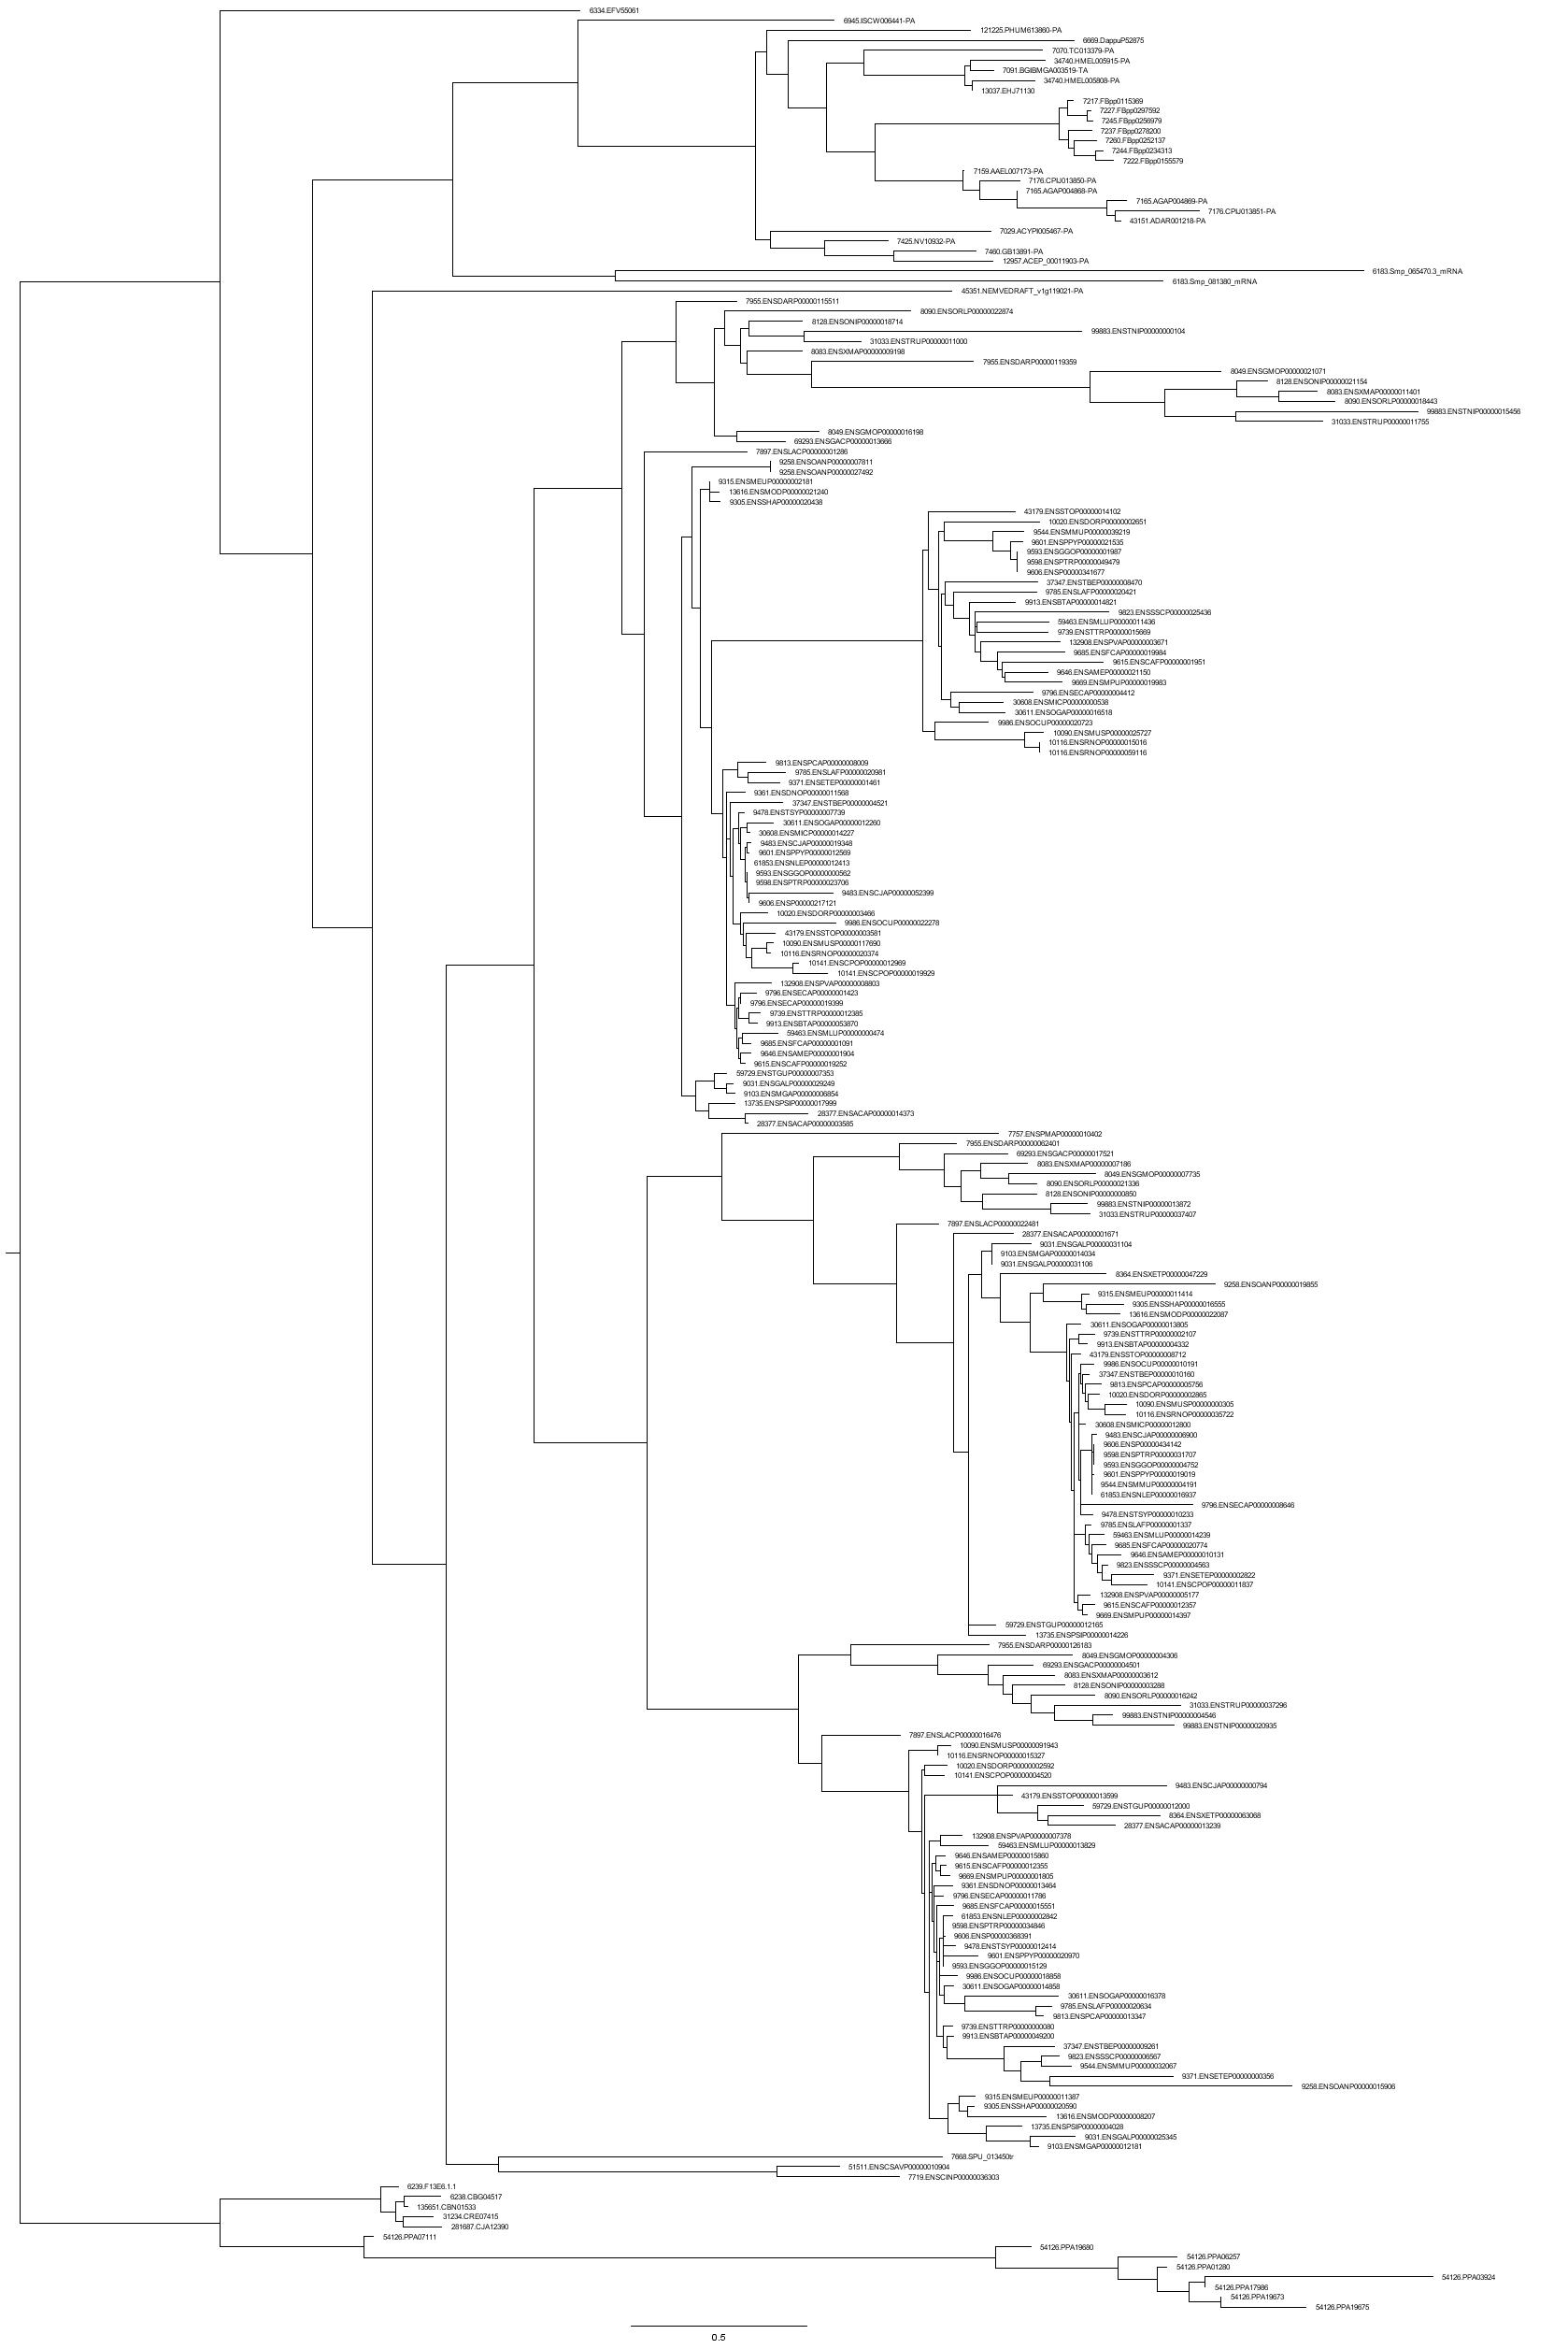 6334.EFV55061
6945.ISCW006441-PA
121225.PHUM613860-PA
6669.DappuP52875
7070.TC013379-PA
34740.HMEL005915-PA
7091.BGIBMGA003519-TA
34740.HMEL005808-PA
13037.EHJ71130
7217.FBpp0115369
7227.FBpp0297592
7245.FBpp0256979
7237.FBpp0278200
7260.FBpp0252137
7244.FBpp0234313
7222.FBpp0155579
7159.AAEL007173-PA
7176.CPIJ013850-PA
7165.AGAP004868-PA
7165.AGAP004869-PA
7176.CPIJ013851-PA
43151.ADAR001218-PA
7029.ACYPI005467-PA
7425.NV10932-PA
7460.GB13891-PA
12957.ACEP_00011903-PA
6183.Smp_065470.3_mRNA
6183.Smp_081380_mRNA
45351.NEMVEDRAFT_v1g119021-PA
7955.ENSDARP00000115511
8090.ENSORLP00000022874
8128.ENSONIP00000018714
99883.ENSTNIP00000000104
31033.ENSTRUP00000011000
8083.ENSXMAP00000009198
7955.ENSDARP00000119359
8049.ENSGMOP00000021071
8128.ENSONIP00000021154
8083.ENSXMAP00000011401
8090.ENSORLP00000018443
99883.ENSTNIP00000015456
31033.ENSTRUP00000011755
8049.ENSGMOP00000016198
69293.ENSGACP00000013666
7897.ENSLACP00000001286
9258.ENSOANP00000007811
9258.ENSOANP00000027492
9315.ENSMEUP00000002181
13616.ENSMODP00000021240
9305.ENSSHAP00000020438
43179.ENSSTOP00000014102
10020.ENSDORP00000002651
9544.ENSMMUP00000039219
9601.ENSPPYP00000021535
9593.ENSGGOP00000001987
9598.ENSPTRP00000049479
9606.ENSP00000341677
37347.ENSTBEP00000008470
9785.ENSLAFP00000020421
9913.ENSBTAP00000014821
9823.ENSSSCP00000025436
59463.ENSMLUP00000011436
9739.ENSTTRP00000015669
132908.ENSPVAP00000003671
9685.ENSFCAP00000019984
9615.ENSCAFP00000001951
9646.ENSAMEP00000021150
9669.ENSMPUP00000019983
9796.ENSECAP00000004412
30608.ENSMICP00000000538
30611.ENSOGAP00000016518
9986.ENSOCUP00000020723
10090.ENSMUSP00000025727
10116.ENSRNOP00000015016
10116.ENSRNOP00000059116
9813.ENSPCAP00000008009
9785.ENSLAFP00000020981
9371.ENSETEP00000001461
9361.ENSDNOP00000011568
37347.ENSTBEP00000004521
9478.ENSTSYP00000007739
30611.ENSOGAP00000012260
30608.ENSMICP00000014227
9483.ENSCJAP00000019348
9601.ENSPPYP00000012569
61853.ENSNLEP00000012413
9593.ENSGGOP00000000562
9598.ENSPTRP00000023706
9483.ENSCJAP00000052399
9606.ENSP00000217121
10020.ENSDORP00000003466
9986.ENSOCUP00000022278
43179.ENSSTOP00000003581
10090.ENSMUSP00000117690
10116.ENSRNOP00000020374
10141.ENSCPOP00000012969
10141.ENSCPOP00000019929
132908.ENSPVAP00000008803
9796.ENSECAP00000001423
9796.ENSECAP00000019399
9739.ENSTTRP00000012385
9913.ENSBTAP00000053870
59463.ENSMLUP00000000474
9685.ENSFCAP00000001091
9646.ENSAMEP00000001904
9615.ENSCAFP00000019252
59729.ENSTGUP00000007353
9031.ENSGALP00000029249
9103.ENSMGAP00000006854
13735.ENSPSIP00000017999
28377.ENSACAP00000014373
28377.ENSACAP00000003585
7757.ENSPMAP00000010402
7955.ENSDARP00000062401
69293.ENSGACP00000017521
8083.ENSXMAP00000007186
8049.ENSGMOP00000007735
8090.ENSORLP00000021336
8128.ENSONIP00000000850
99883.ENSTNIP00000013872
31033.ENSTRUP00000037407
7897.ENSLACP00000022481
28377.ENSACAP00000001671
9031.ENSGALP00000031104
9103.ENSMGAP00000014034
9031.ENSGALP00000031106
8364.ENSXETP00000047229
9258.ENSOANP00000019855
9315.ENSMEUP00000011414
9305.ENSSHAP00000016555
13616.ENSMODP00000022087
30611.ENSOGAP00000013805
9739.ENSTTRP00000002107
9913.ENSBTAP00000004332
43179.ENSSTOP00000008712
9986.ENSOCUP00000010191
37347.ENSTBEP00000010160
9813.ENSPCAP00000005756
10020.ENSDORP00000002865
10090.ENSMUSP00000000305
10116.ENSRNOP00000035722
30608.ENSMICP00000012800
9483.ENSCJAP00000006900
9606.ENSP00000434142
9598.ENSPTRP00000031707
9593.ENSGGOP00000004752
9601.ENSPPYP00000019019
9544.ENSMMUP00000004191
61853.ENSNLEP00000016937
9796.ENSECAP00000008646
9478.ENSTSYP00000010233
9785.ENSLAFP00000001337
59463.ENSMLUP00000014239
9685.ENSFCAP00000020774
9646.ENSAMEP00000010131
9823.ENSSSCP00000004563
9371.ENSETEP00000002822
10141.ENSCPOP00000011837
132908.ENSPVAP00000005177
9615.ENSCAFP00000012357
9669.ENSMPUP00000014397
59729.ENSTGUP00000012165
13735.ENSPSIP00000014226
7955.ENSDARP00000126183
8049.ENSGMOP00000004306
69293.ENSGACP00000004501
8083.ENSXMAP00000003612
8128.ENSONIP00000003288
8090.ENSORLP00000016242
31033.ENSTRUP00000037296
99883.ENSTNIP00000004546
99883.ENSTNIP00000020935
7897.ENSLACP00000016476
10090.ENSMUSP00000091943
10116.ENSRNOP00000015327
10020.ENSDORP00000002592
10141.ENSCPOP00000004520
9483.ENSCJAP00000000794
43179.ENSSTOP00000013599
59729.ENSTGUP00000012000
8364.ENSXETP00000063068
28377.ENSACAP00000013239
132908.ENSPVAP00000007378
59463.ENSMLUP00000013829
9646.ENSAMEP00000015860
9615.ENSCAFP00000012355
9669.ENSMPUP00000001805
9361.ENSDNOP00000013464
9796.ENSECAP00000011786
9685.ENSFCAP00000015551
61853.ENSNLEP00000002842
9598.ENSPTRP00000034846
9606.ENSP00000368391
9478.ENSTSYP00000012414
9601.ENSPPYP00000020970
9593.ENSGGOP00000015129
9986.ENSOCUP00000018858
30611.ENSOGAP00000014858
30611.ENSOGAP00000016378
9785.ENSLAFP00000020634
9813.ENSPCAP00000013347
9739.ENSTTRP00000000080
9913.ENSBTAP00000049200
37347.ENSTBEP00000009261
9823.ENSSSCP00000006567
9544.ENSMMUP00000032067
9371.ENSETEP00000000356
9258.ENSOANP00000015906
9315.ENSMEUP00000011387
9305.ENSSHAP00000020590
13616.ENSMODP00000008207
13735.ENSPSIP00000004028
9031.ENSGALP00000025345
9103.ENSMGAP00000012181
7668.SPU_013450tr
51511.ENSCSAVP00000010904
7719.ENSCINP00000036303
6239.F13E6.1.1
6238.CBG04517
135651.CBN01533
31234.CRE07415
281687.CJA12390
54126.PPA07111
54126.PPA19680
54126.PPA06257
54126.PPA01280
54126.PPA03924
54126.PPA17986
54126.PPA19673
54126.PPA19675
0.5